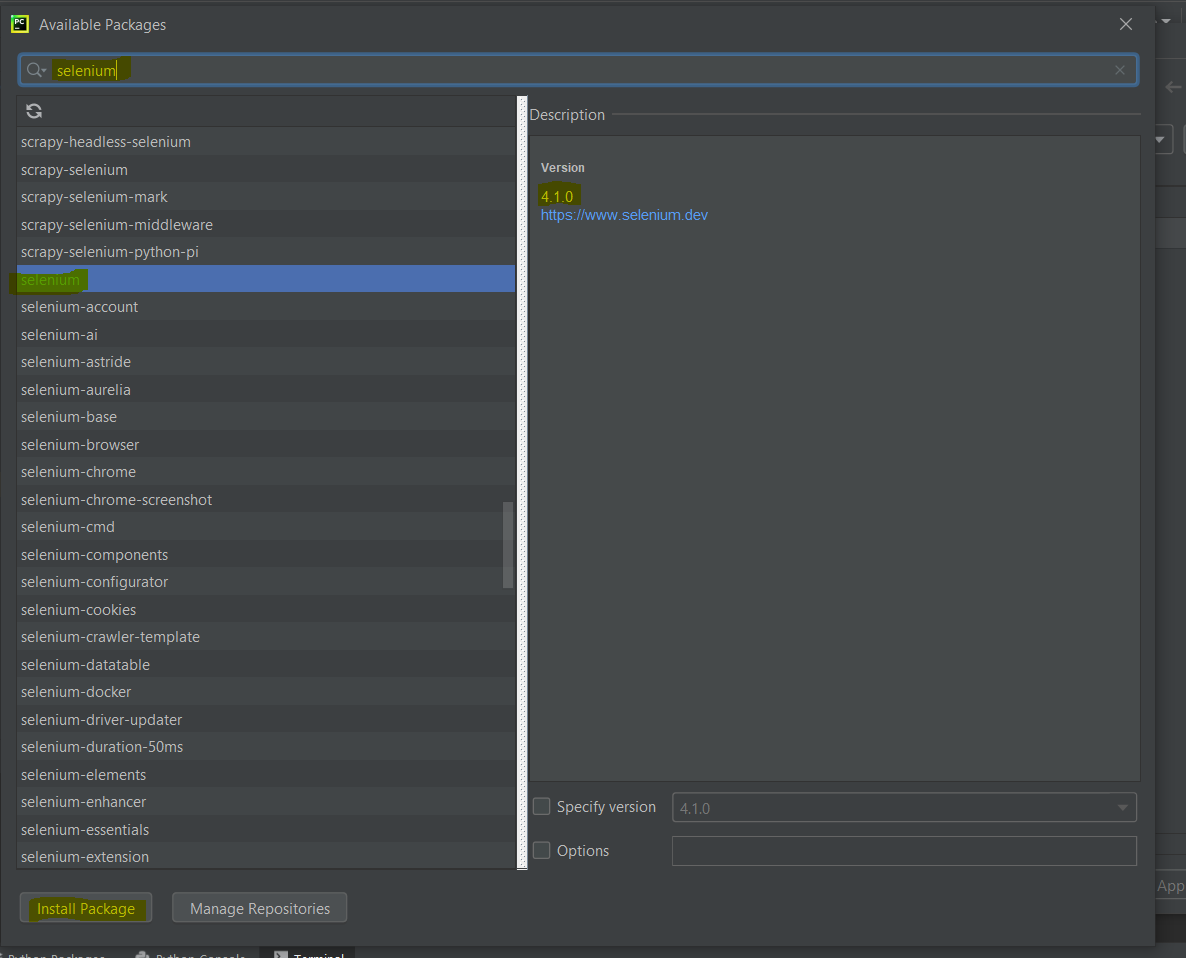 PC
Available Packages
selenium
scrapy-headless-selenium
scrapy-selenium
scrapy-selenium-mark
scrapy-selenium-middleware
scrapy-selenium-python-pi
selenium
selenium-account
selenium-ai
selenium-astride
selenium-aurelia
selenium-base
selenium-browser
selenium-chrome
selenium-chrome-screenshot
selenium-cmd
selenium-components
selenium-configurator
selenium-cookies
selenium-crawler-template
selenium-datatable
selenium-docker
selenium-driver-updater
selenium-duration-50ms
selenium-elements
selenium-enhancer
selenium-essentials
selenium-extension
Description
Version
4.1.0
https://www.selenium.dev
Specify version
4.1.0
Options
App
Install Package
Manage Repositories
Python Packages
Python Console
Terminal